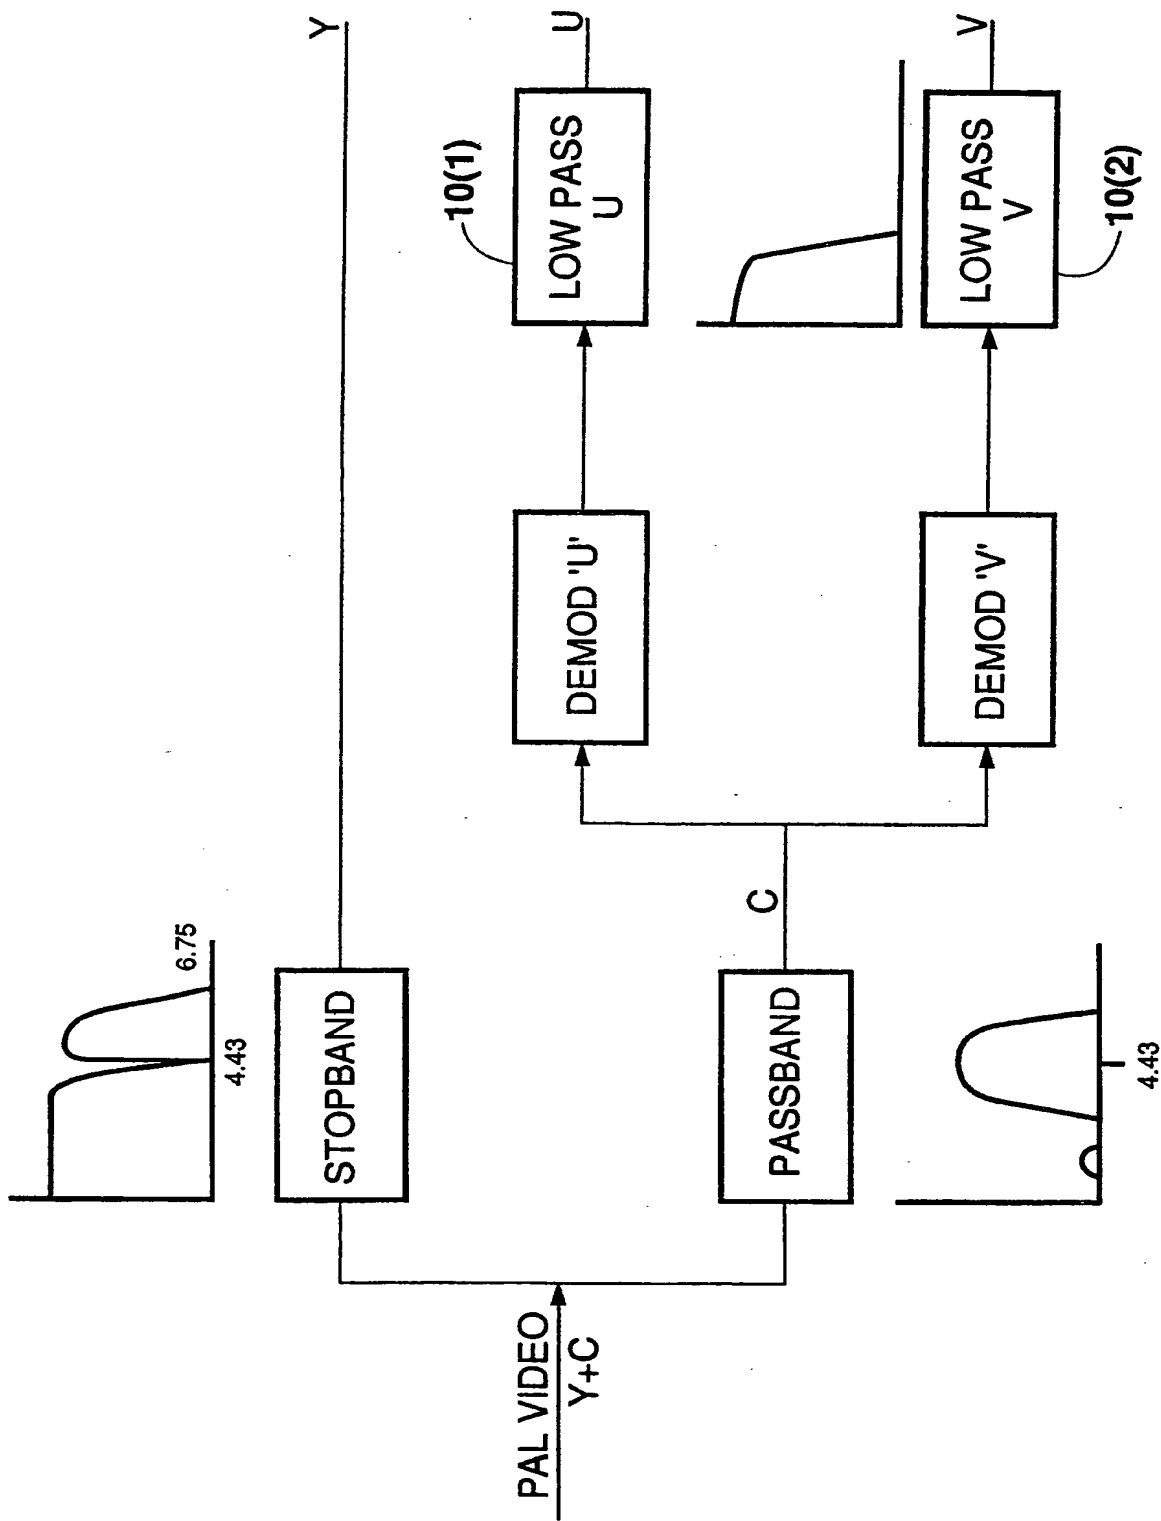 PAL VIDEO
Y+C
6.75
4.43
STOPBAND
Y
PASSBAND
4.43
C
DEMOD 'U'
10(1)
LOW PASS
U
U
DEMOD 'V'
LOW PASS
V
10(2)
V